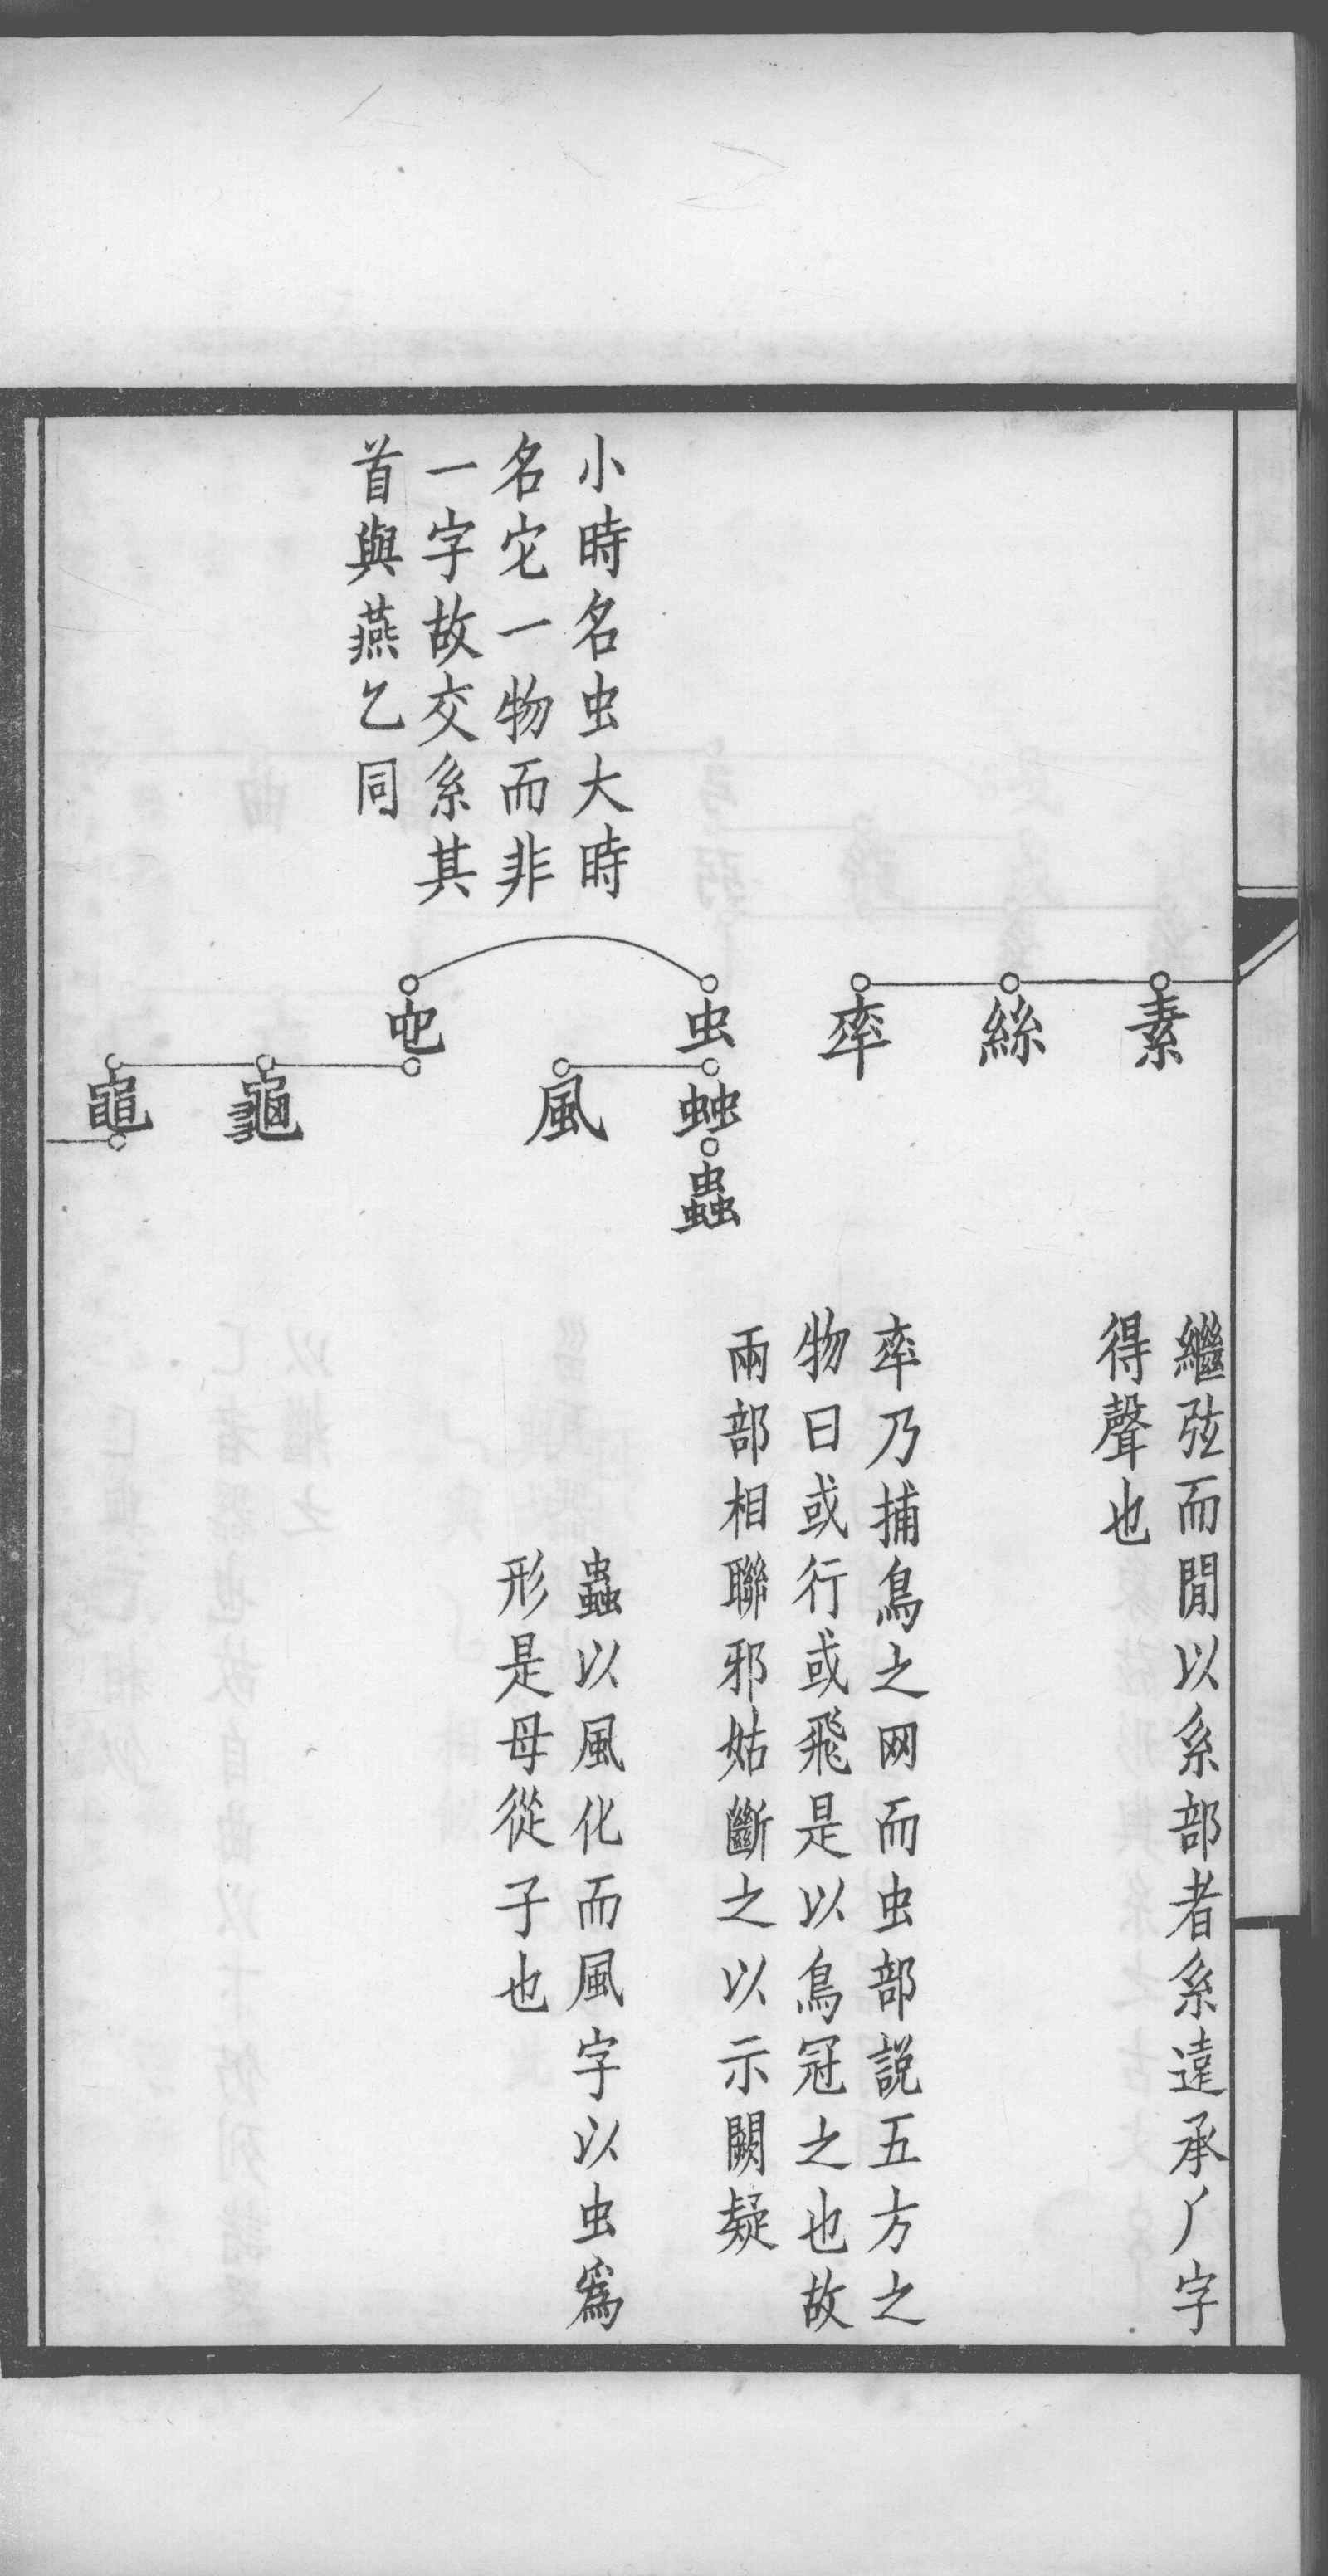 素
絲
率
虫
䖵
蟲
風
它
龜
黽
繼弦而閒以糸部者糸遠承丿字
得聲也
率乃捕鳥之网而虫部説五方之
物曰或行或飛是以鳥冠之也故
兩部相聯邪姑斷之以示闕疑
蟲以風化而風字以虫爲
形是母從子也
小時名虫大時
名它一物而非
一字故交系其
首與燕乙同